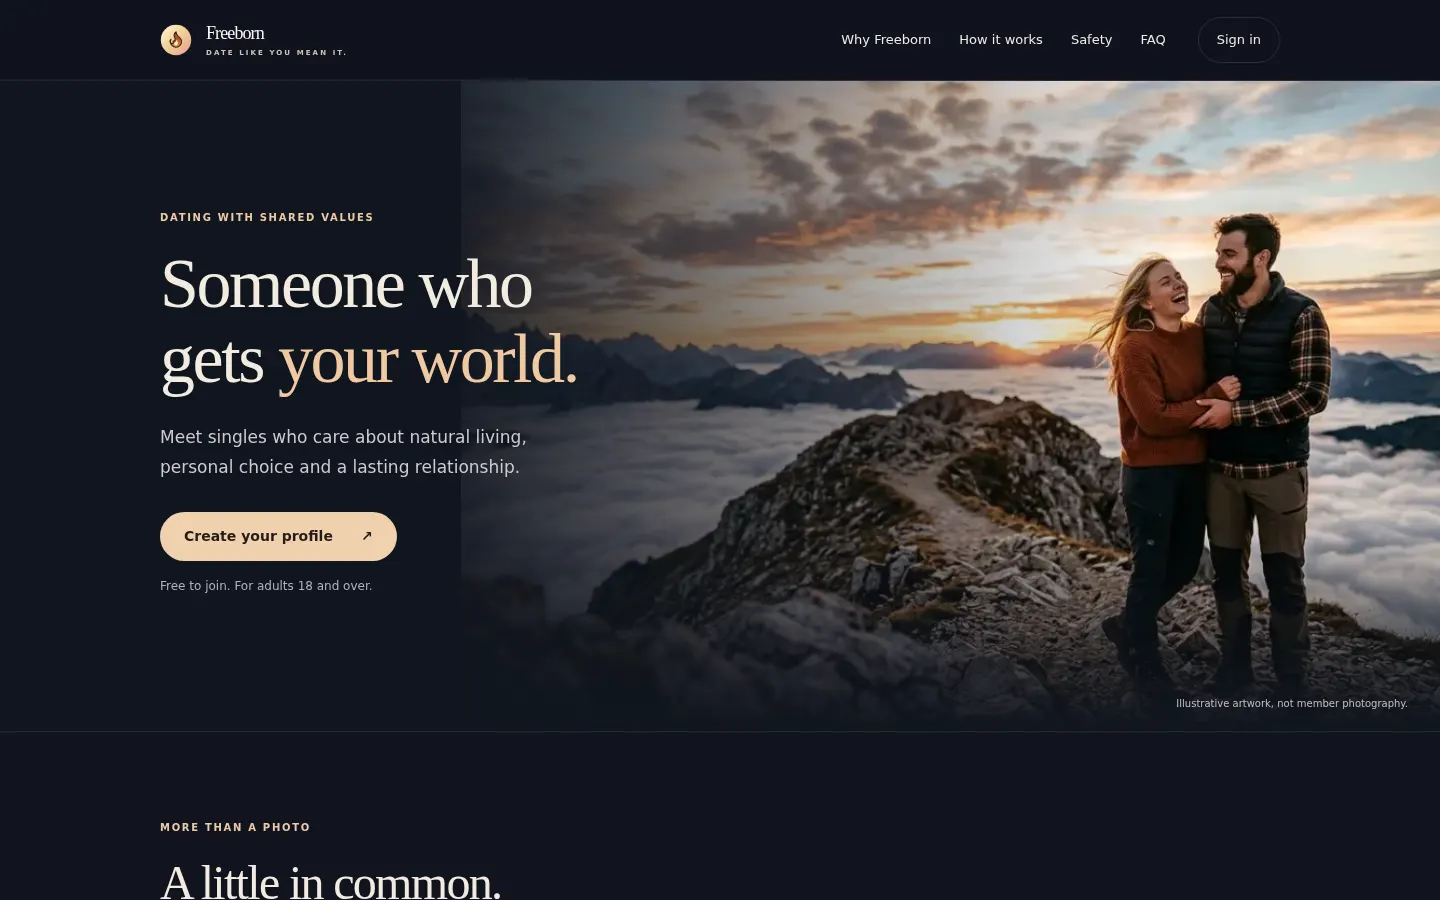 Freeborn
DATE LIKE YOU MEAN IT.
Why Freeborn
How it works
Safety
FAQ
Sign in
DATING WITH SHARED VALUES
Someone who
gets your world.
Meet singles who care about natural living,
personal choice and a lasting relationship.
Create your profile ↗
Free to join. For adults 18 and over.
Illustrative artwork, not member photography.
MORE THAN A PHOTO
A little in common.